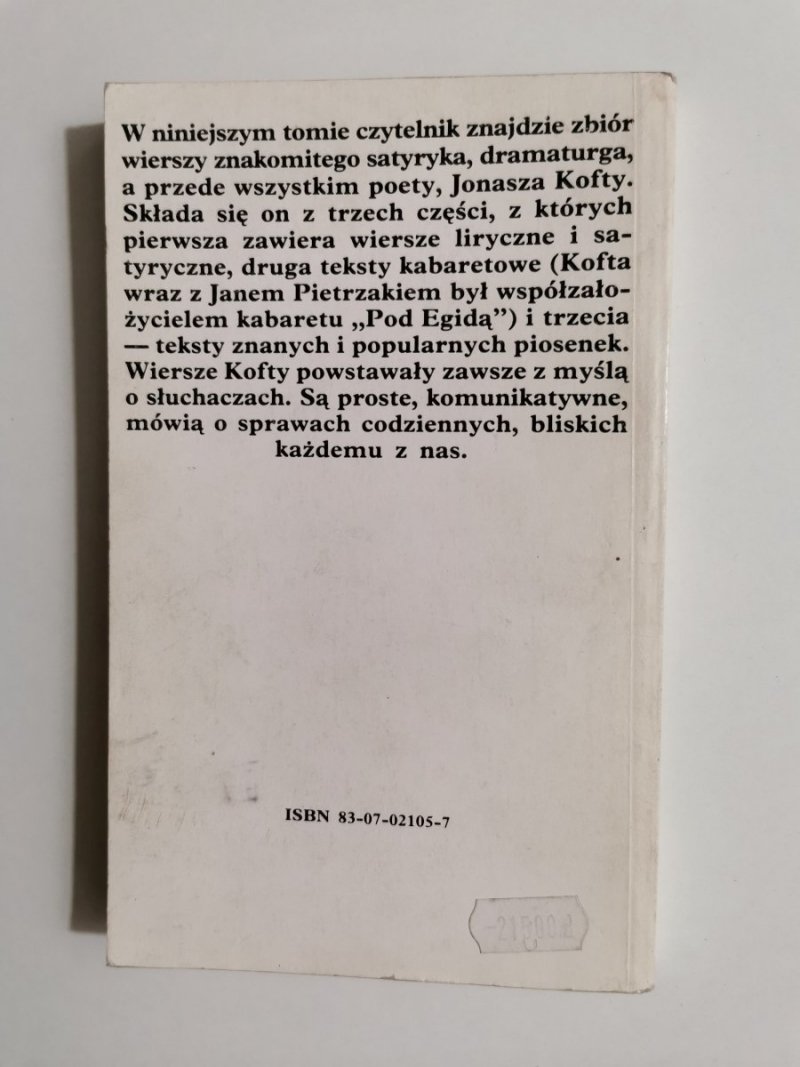 W niniejszym tomie czytelnik znajdzie zbiór
wierszy znakomitego satyryka, dramaturga,
a przede wszystkim poety, Jonasza Kofty.
Składa się on z trzech części, z których
pierwsza zawiera wiersze liryczne i sa-
tyryczne, druga teksty kabaretowe (Kofta
wraz z Janem Pietrzakiem był współzało-
życielem kabaretu „Pod Egidą”) i trzecia
— teksty znanych i popularnych piosenek.
Wiersze Kofty powstawały zawsze z myślą
o słuchaczach. Są proste, komunikatywne,
mówią o sprawach codziennych, bliskich
każdemu z nas.
ISBN 83-07-02105-7